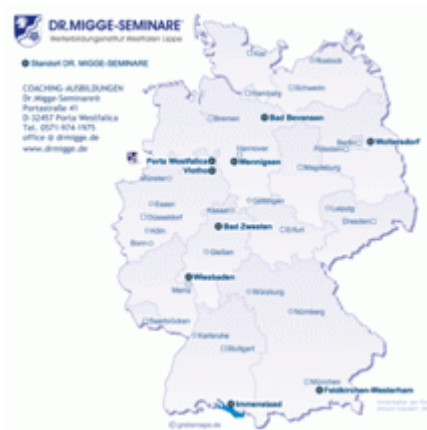 DR.MIGGE-SEMINARE
Weiterbildungsinstitut Westfalen Lippe
Standort DR. MIGGE-SEMINARE
COACHING-AUSBILDUNGEN
Dr.Migge-Seminare®
Portastraße 41
D-32457 Porta Westfalica
Tel. 0571-974-1975
office @ drmigge.de
www.drmigge.de
Kiel
Rostock
Hamburg
Schwerin
Bremen
Bad Bevensen
Hannover
Berlin
Woltersdorf
Potsdam
Porta Westfalica
Wennigsen
Vlotho
Magdeburg
Münster
Göttingen
Essen
Kassel
Leipzig
Düsseldorf
Dresden
Bad Zwesten
Erfurt
Köln
Bonn
Gießen
Wiesbaden
Mainz
Würzburg
Nürnberg
Saarbrücken
Karlsruhe
Stuttgart
München
Feldkirchen-Westerham
Immenstaad